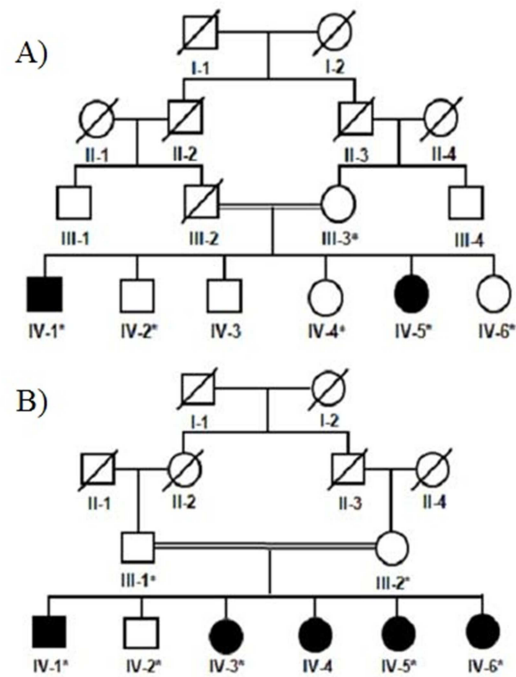 A)
I-1 I-2
II-1 II-2 II-3 II-4
III-1 III-2 III-3* III-4
IV-1* IV-2* IV-3 IV-4* IV-5* IV-6*
B)
I-1 I-2
II-1 II-2 II-3 II-4
III-1* III-2*
IV-1* IV-2* IV-3* IV-4 IV-5* IV-6*